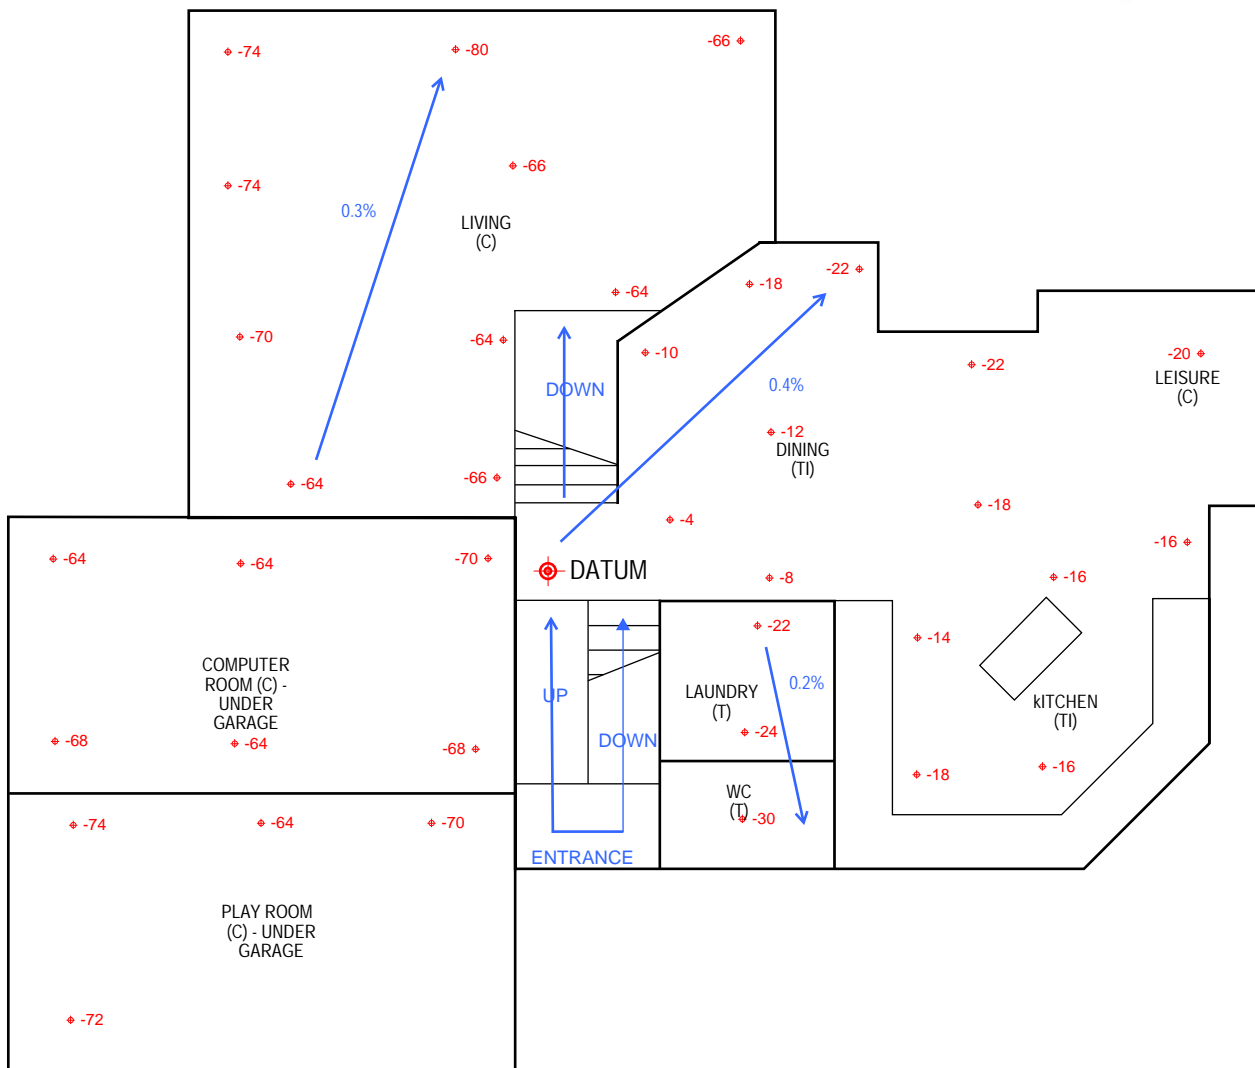 -74
-80
-66
-66
-74
0.3%
LIVING
(C)
-22
-18
-64
-70
-64
-10
-22
-20
LEISURE
(C)
DOWN
0.4%
-12
DINING
(TI)
-64
-66
-18
-4
-64
-64
-70
DATUM
-8
-16
-16
-22
-14
COMPUTER
ROOM (C) -
UNDER
GARAGE
UP
LAUNDRY
(T)
0.2%
kITCHEN
(TI)
-68
-64
-68
DOWN
-24
-18
-16
WC
(T)
-74
-64
-70
-30
ENTRANCE
PLAY ROOM
(C) - UNDER
GARAGE
-72